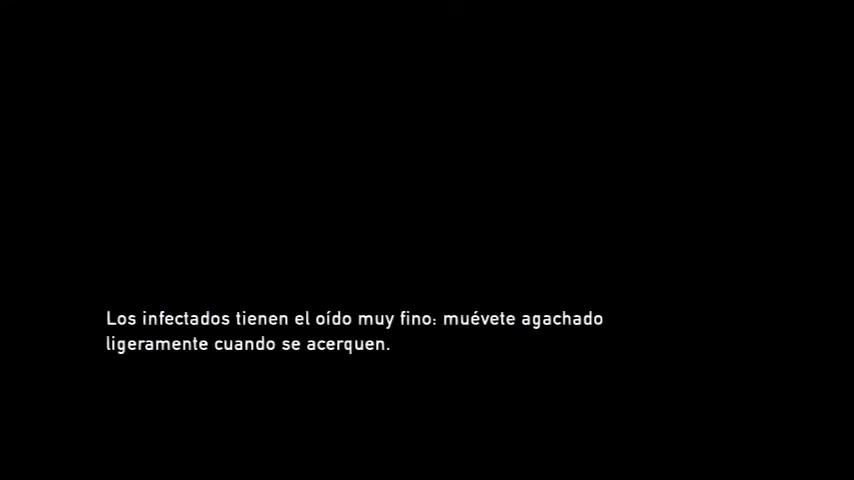 Los infectados tienen el oído muy fino: muévete agachado
ligeramente cuando se acerquen.